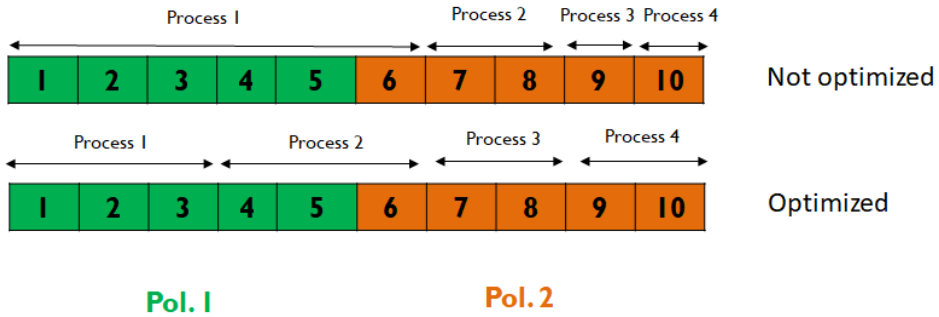 Process 1 Process 2 Process 3 Process 4
1 2 3 4 5 6 7 8 9 10 Not optimized
Process 1 Process 2 Process 3 Process 4
1 2 3 4 5 6 7 8 9 10 Optimized
Pol. 1 Pol. 2